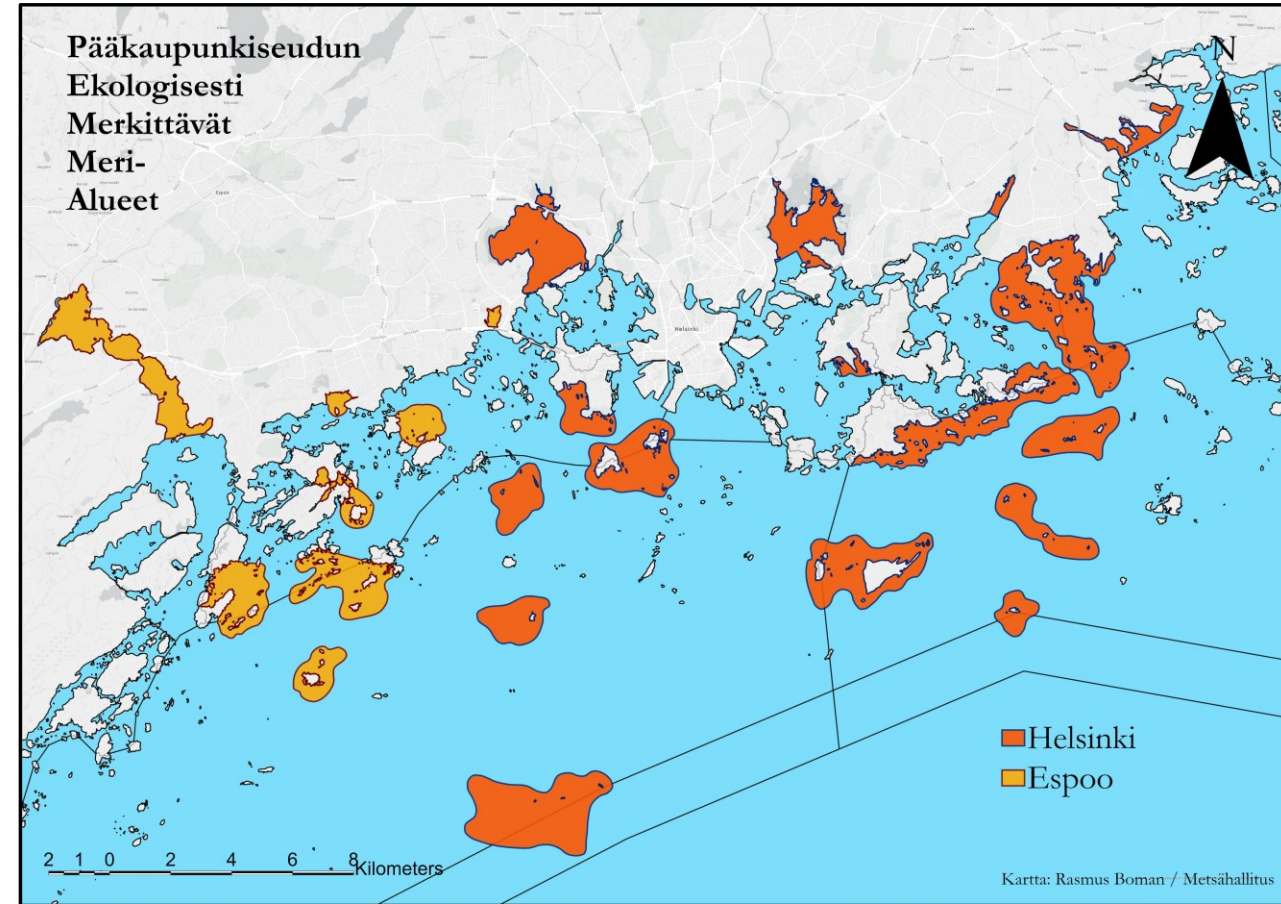 Pääkaupunkiseudun
Ekologisesti
Merkittävät
Meri-
Alueet
N
Espoo
Helsinki
Helsinki
Espoo
2 1 0 2 4 6 8 Kilometers
Kartta: Rasmus Boman / Metsähallitus